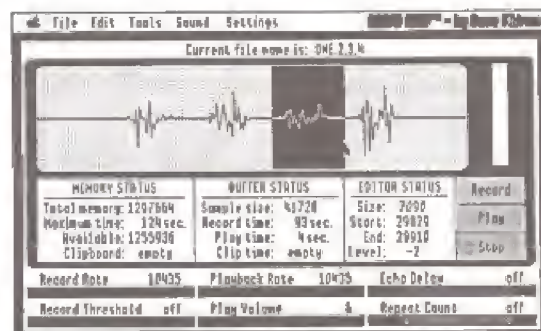 File Edit Tools Sound Settings
Current file name is: ONE.2.3.4
MEMORY STATUS
Total memory: 1297664
Maximum time: 124 sec.
Available: 1255936
Clipboard: empty
BUFFER STATUS
Sample size: 41728
Record time: 93 sec.
Play time: 4 sec.
Clip time: empty
EDITOR STATUS
Size: 7090
Start:
End:
Level: -2
Record
Play
Stop
Record Rate 10435
Playback Rate 10435
Echo Delay off
Record Threshold off
Play Volume
Repeat Count off